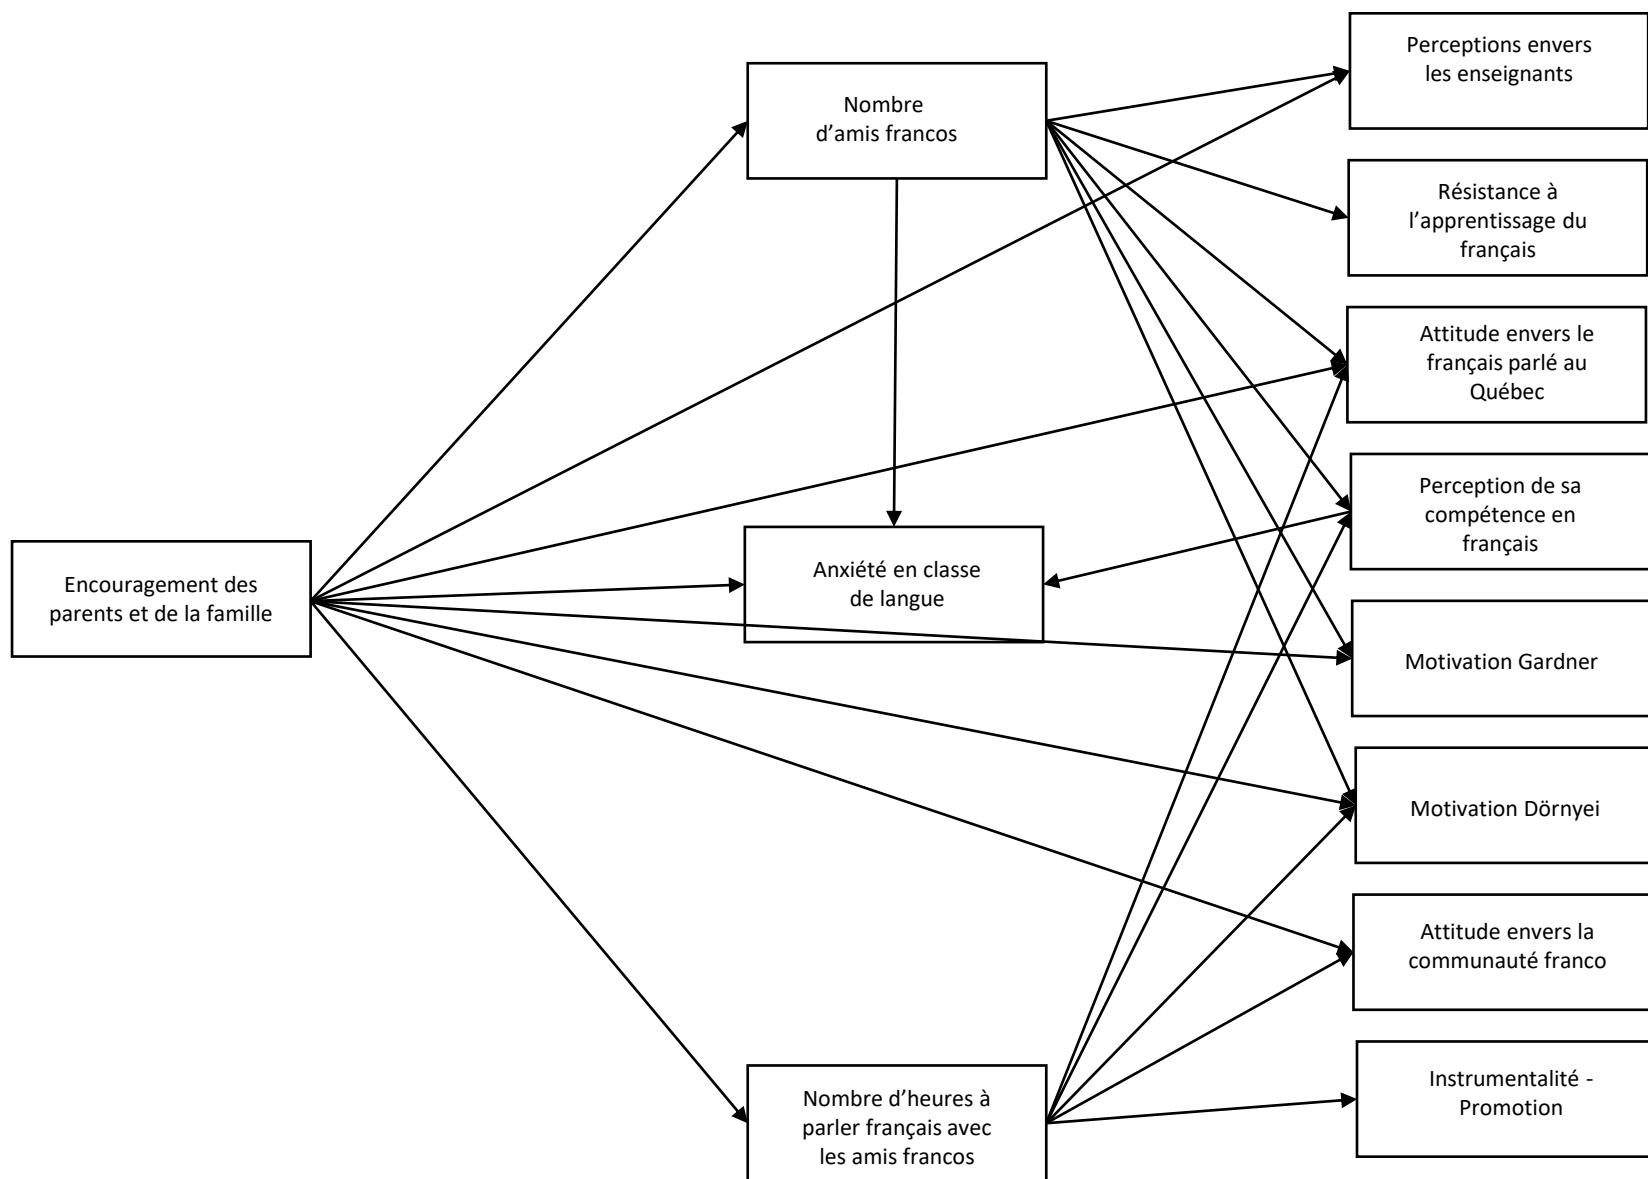 Perceptions envers
les enseignants
Nombre
d’amis francos
Résistance à
l’apprentissage du
français
Attitude envers le
français parlé au
Québec
Perception de sa
compétence en
français
Encouragement des
parents et de la famille
Anxiété en classe
de langue
Motivation Gardner
Motivation Dörnyei
Attitude envers la
communauté franco
Nombre d’heures à
parler français avec
les amis francos
Instrumentalité -
Promotion